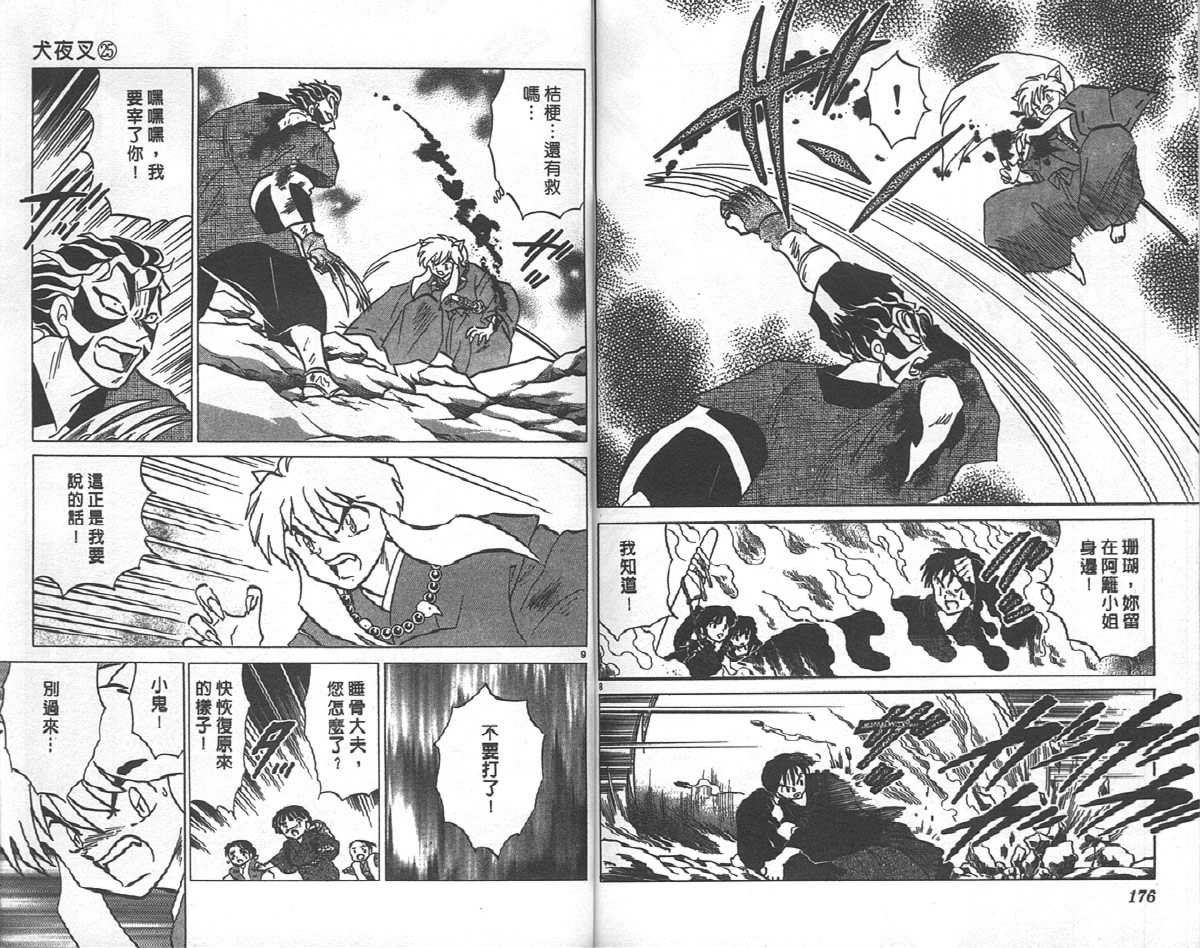 ！
珊瑚，妳留
在阿籬小姐
身邊！
我知道！
8
176
犬夜叉㉕
桔梗…還有救
嗎…
嘿嘿嘿，我
要宰了你！
這正是我要
說的話！
9
不要打了！
睡骨大夫，
您怎麼了？
快恢復原來
的樣子！
小鬼！
別過來…